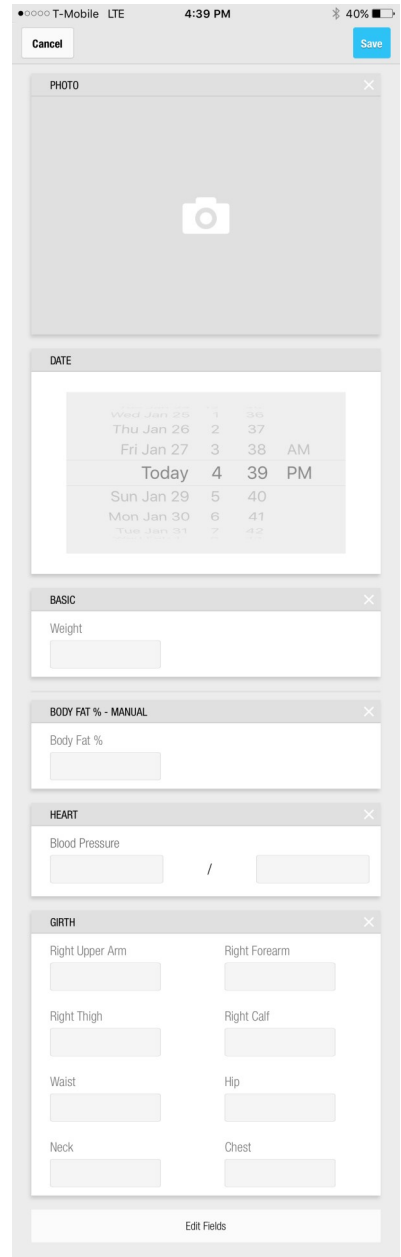 T-Mobile LTE 4:39 PM 40%
Cancel Save
PHOTO
DATE
Wed Jan 25 1 36
Thu Jan 26 2 37
Fri Jan 27 3 38 AM
Today 4 39 PM
Sun Jan 29 5 40
Mon Jan 30 6 41
Tue Jan 31 7 42
BASIC
Weight
BODY FAT % - MANUAL
Body Fat %
HEART
Blood Pressure
/
GIRTH
Right Upper Arm Right Forearm
Right Thigh Right Calf
Waist Hip
Neck Chest
Edit Fields